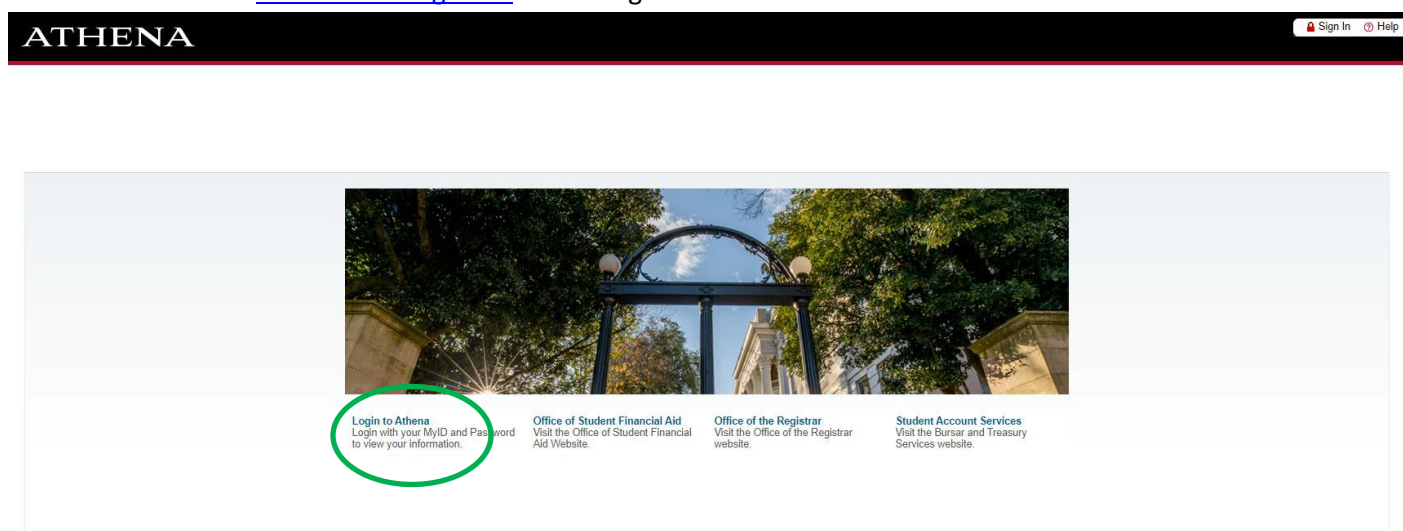 ATHENA
Sign In Help
Login to Athena
Login with your MyID and Password
to view your information.
Office of Student Financial Aid
Visit the Office of Student Financial
Aid Website.
Office of the Registrar
Visit the Office of the Registrar
website.
Student Account Services
Visit the Bursar and Treasury
Services website.